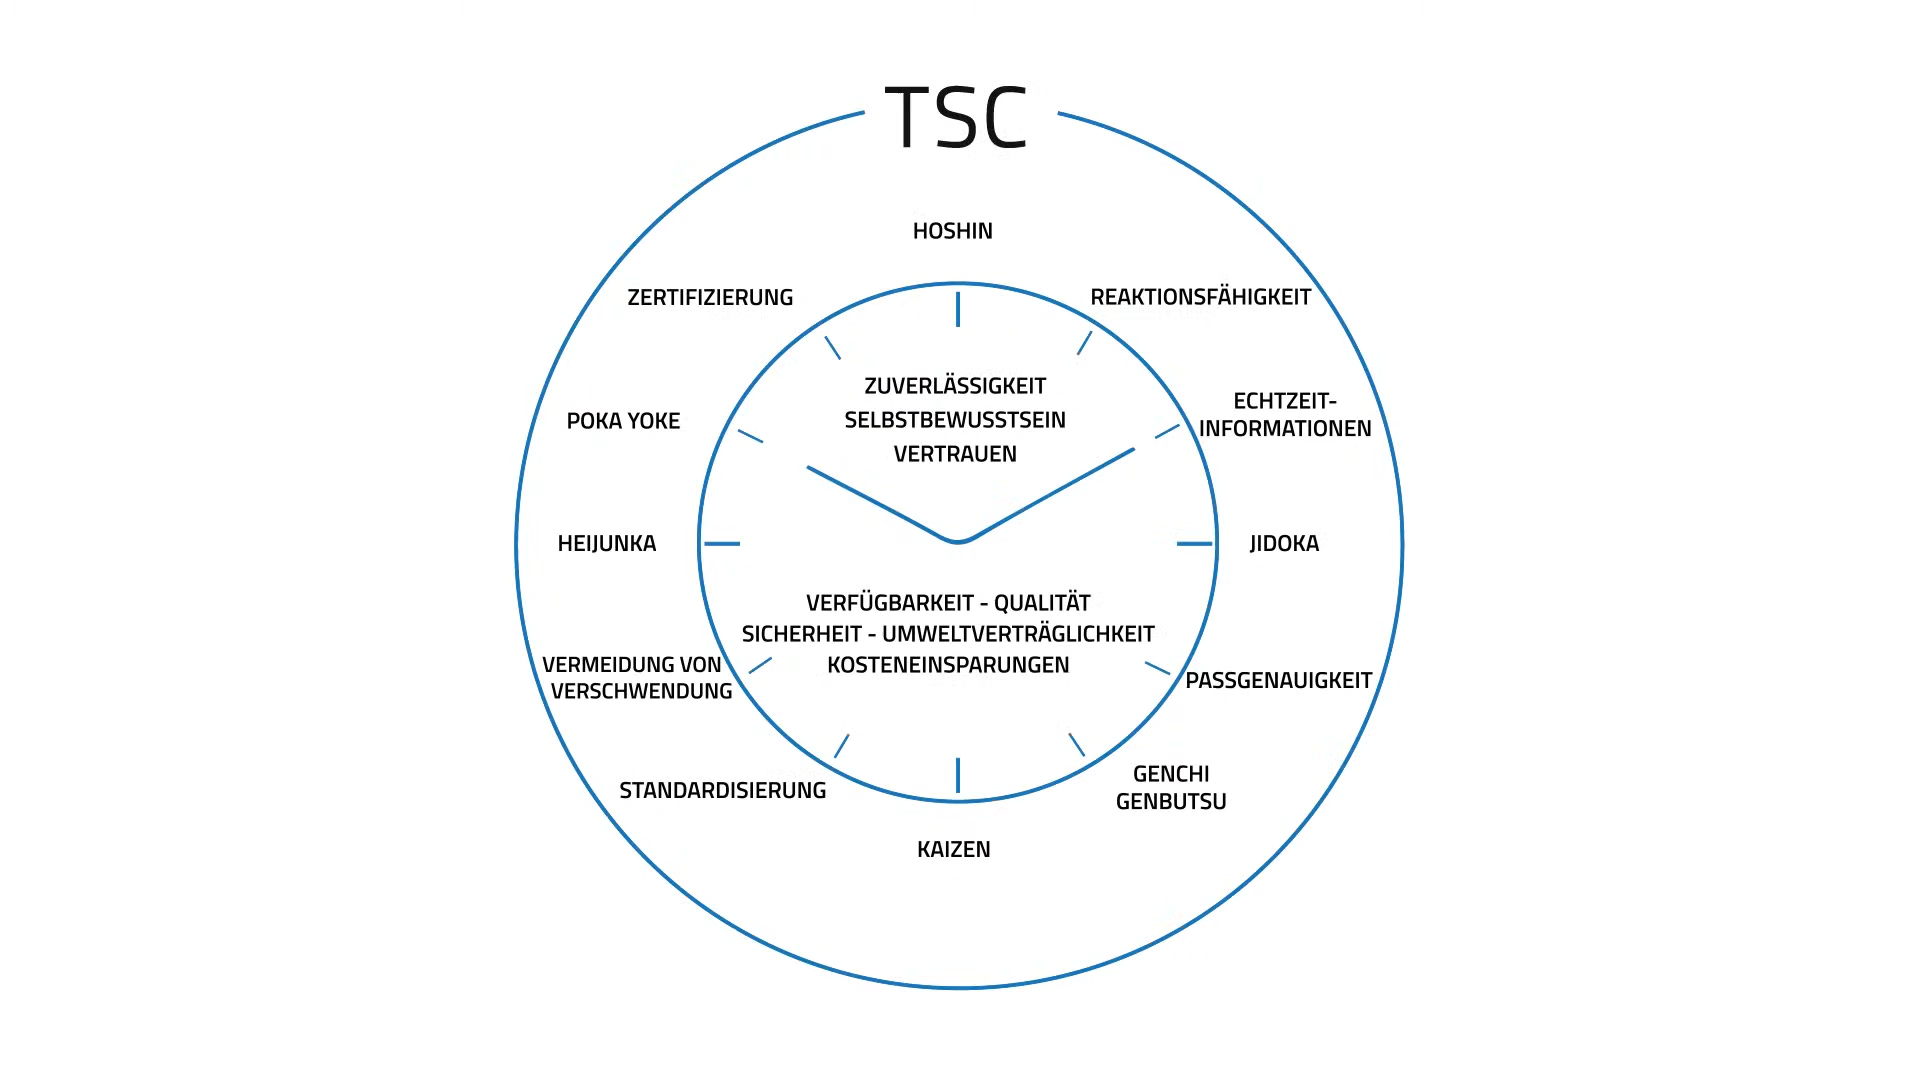 TSC
HOSHIN
ZERTIFIZIERUNG
REAKTIONSFÄHIGKEIT
ZUVERLÄSSIGKEIT
SELBSTBEWUSSTSEIN
VERTRAUEN
POKA YOKE
ECHTZEIT-
INFORMATIONEN
HEIJUNKA
JIDOKA
VERFÜGBARKEIT - QUALITÄT
SICHERHEIT - UMWELTVERTRÄGLICHKEIT
KOSTENEINSPARUNGEN
VERMEIDUNG VON
VERSCHWENDUNG
PASSGENAUIGKEIT
STANDARDISIERUNG
GENCHI
GENBUTSU
KAIZEN